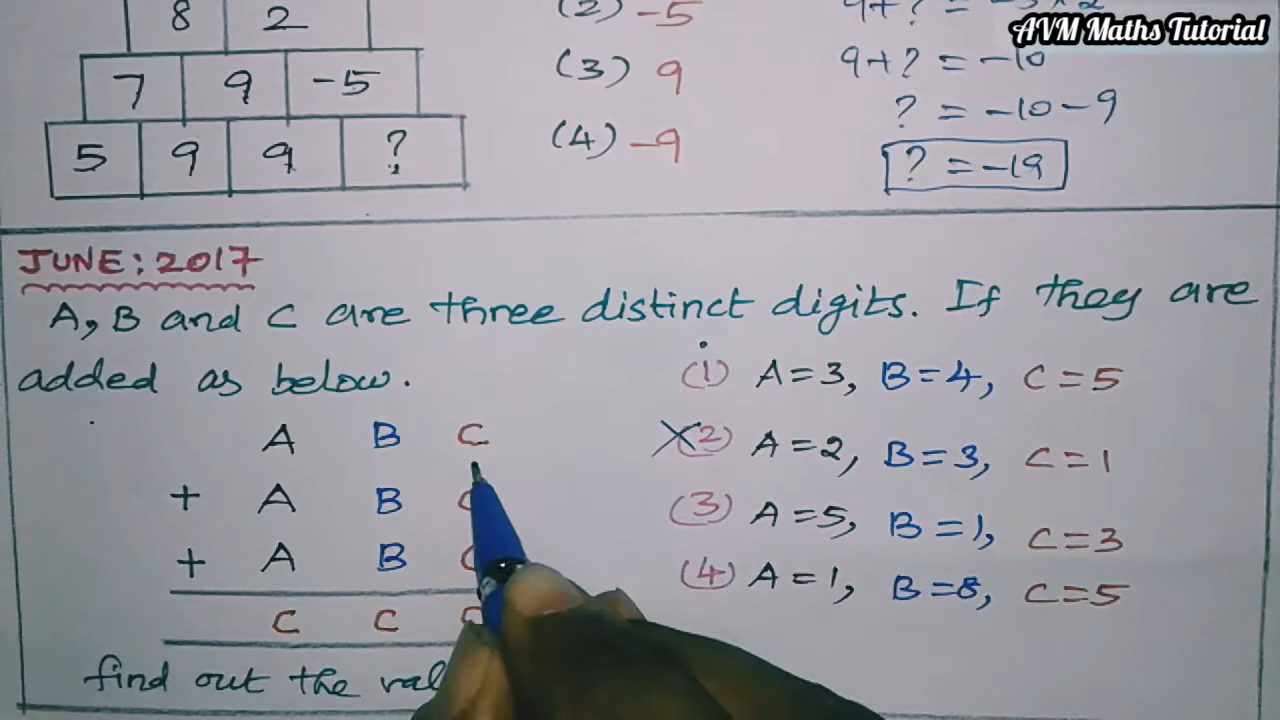 8 2
7 9 -5
5 9 9 ?
(2) -5
(3) 9
(4) -9
AVM Maths Tutorial
9+? = -10
? = -10-9
? = -19
JUNE: 2017
A, B and C are three distinct digits. If they are
added as below.
A B C
+ A B C
+ A B C
C C C
find out the
(1) A=3, B=4, C=5
(2) A=2, B=3, C=1
(3) A=5, B=1, C=3
(4) A=1, B=8, C=5